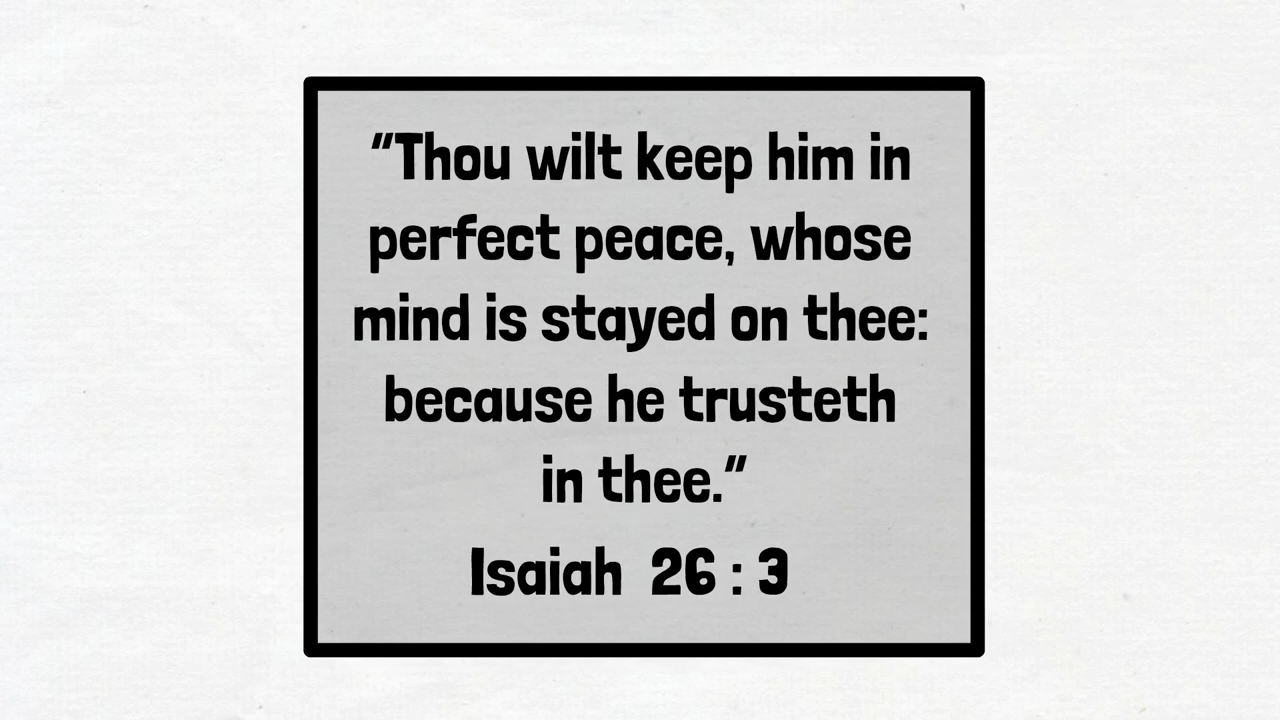 “Thou wilt keep him in
perfect peace, whose
mind is stayed on thee:
because he trusteth
in thee.”
Isaiah 26 : 3